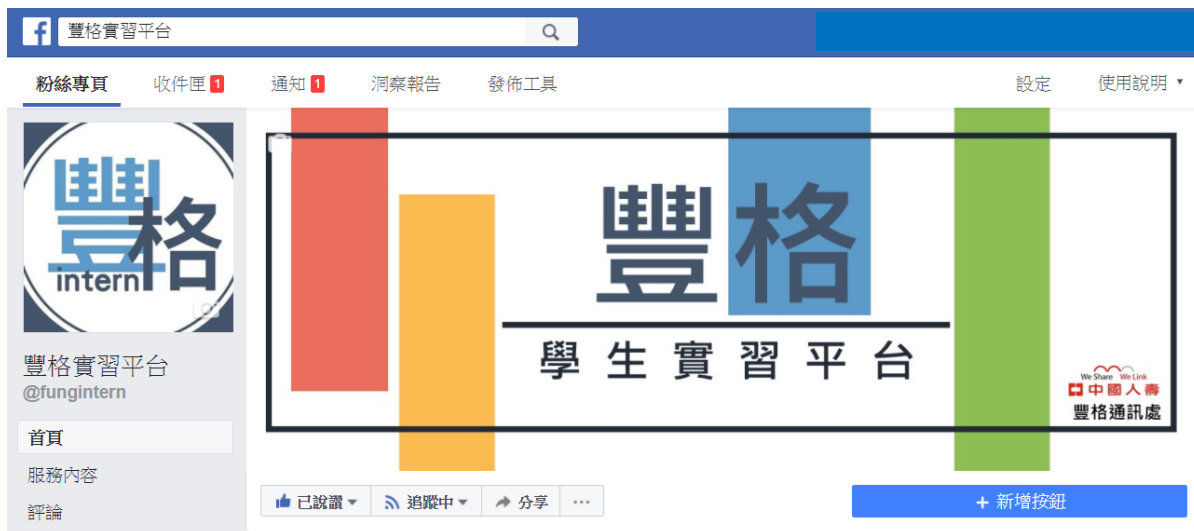 豐格實習平台
粉絲專頁 收件匣 1 通知 1 洞察報告 發佈工具 設定 使用說明
豐格
intern
豐格
學生實習平台
We Share We Link
中國人壽
豐格通訊處
豐格實習平台
@fungintern
首頁
服務內容
評論
已說讚 追蹤中 分享 ...
+ 新增按鈕